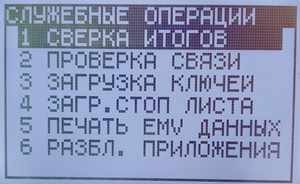 СЛУЖЕБНЫЕ ОПЕРАЦИИ
1 СВЕРКА ИТОГОВ
2 ПРОВЕРКА СВЯЗИ
3 ЗАГРУЗКА КЛЮЧЕЙ
4 ЗАГР.СТОП ЛИСТА
5 ПЕЧАТЬ EMV ДАННЫХ
6 РАЗБЛ. ПРИЛОЖЕНИЯ